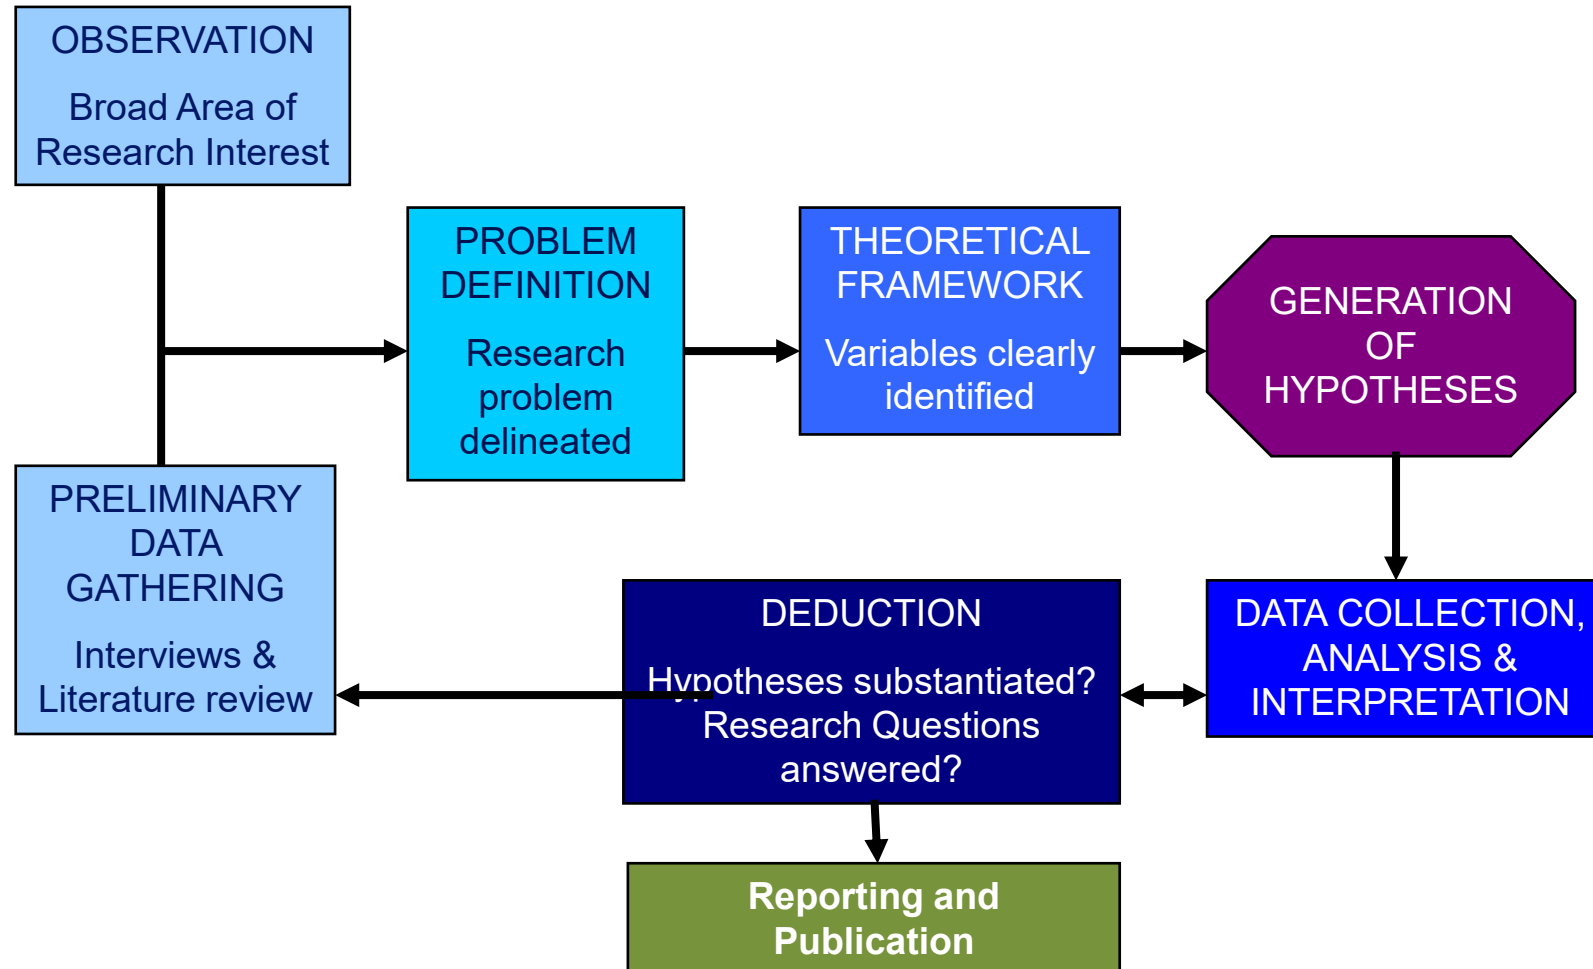 OBSERVATION
Broad Area of
Research Interest
PROBLEM
DEFINITION
Research
problem
delineated
THEORETICAL
FRAMEWORK
Variables clearly
identified
GENERATION
OF
HYPOTHESES
PRELIMINARY
DATA
GATHERING
Interviews &
Literature review
DEDUCTION
Hypotheses substantiated?
Research Questions
answered?
DATA COLLECTION,
ANALYSIS &
INTERPRETATION
Reporting and
Publication